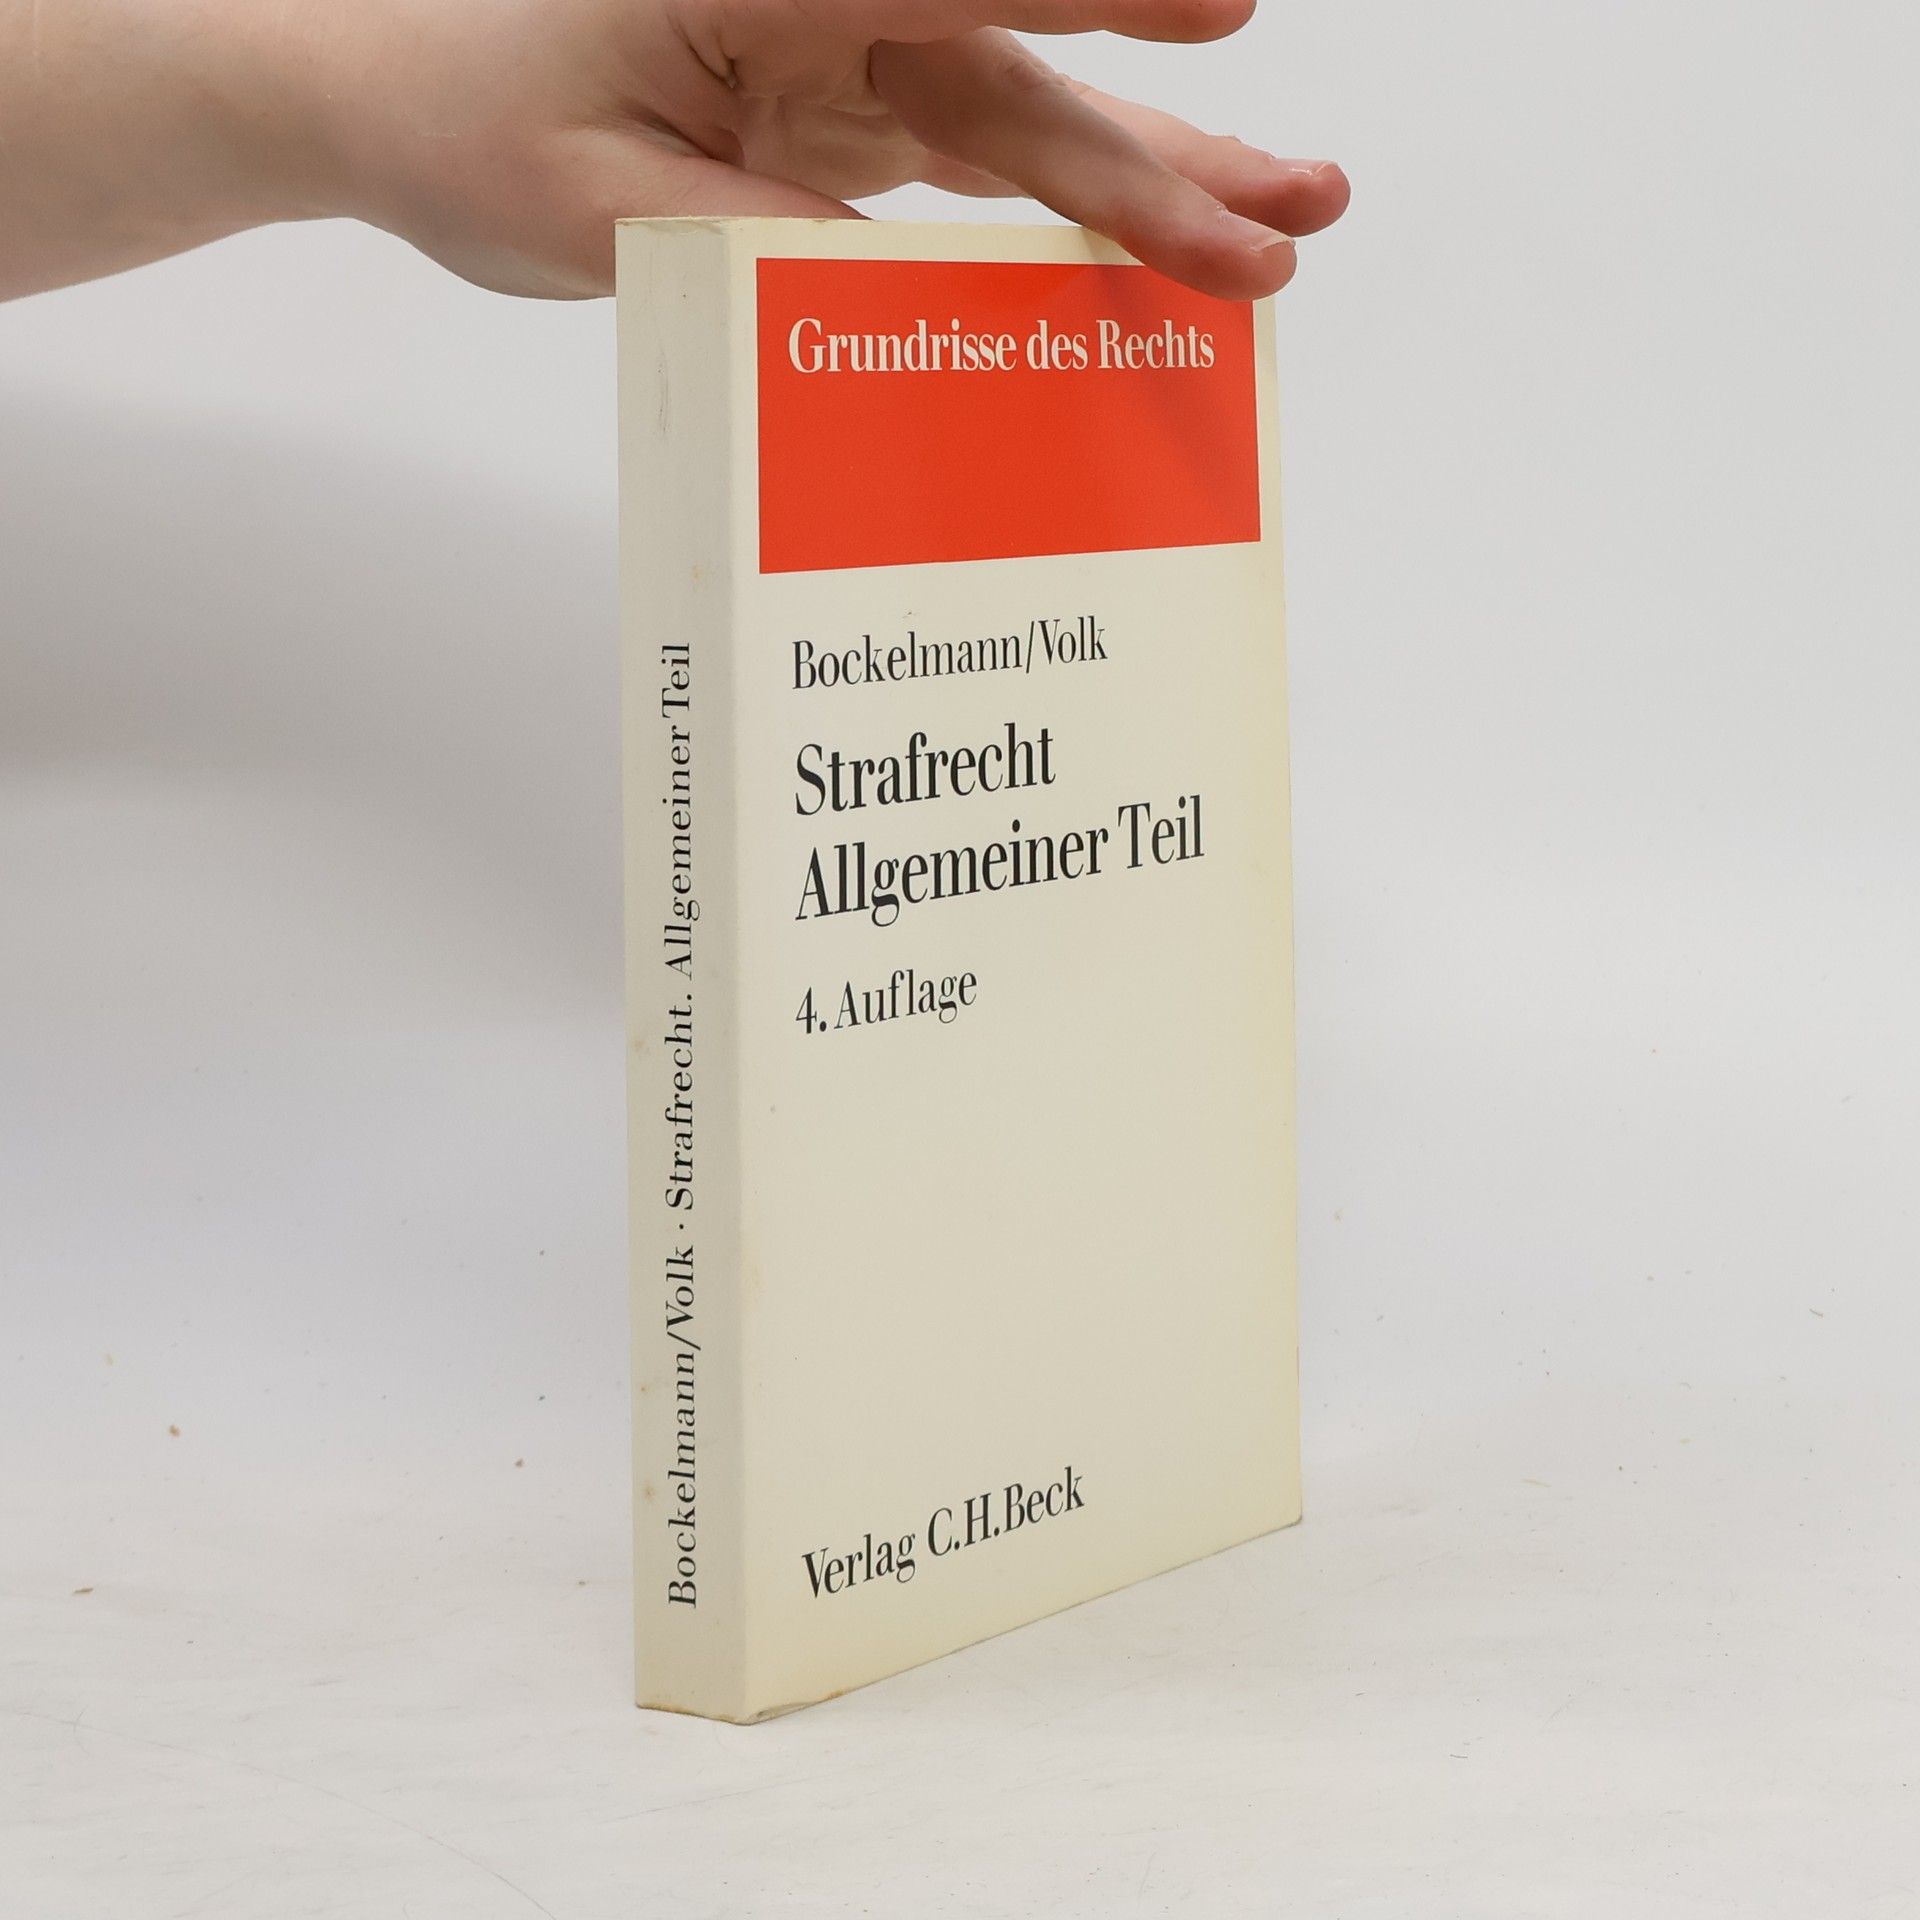 Grundrisse des Rechts
Bockelmann/Volk
Strafrecht
Allgemeiner Teil
4. Auflage
Verlag C.H.Beck
Bockelmann/Volk · Strafrecht. Allgemeiner Teil